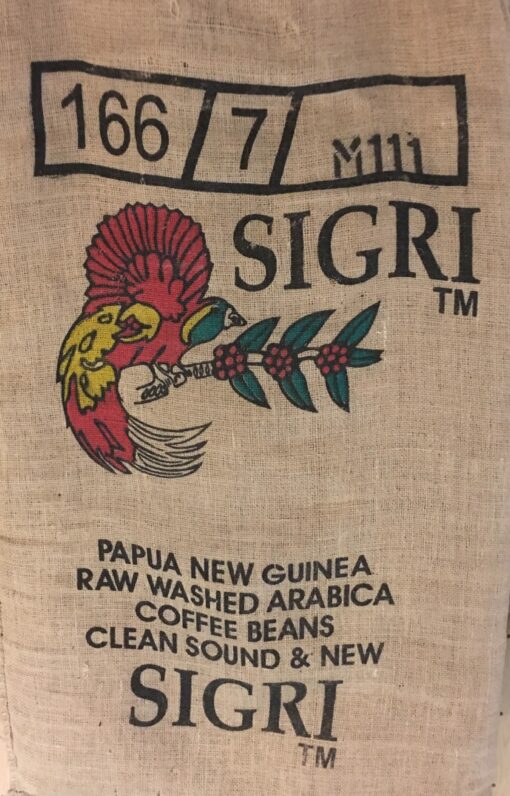 166 / 7 / M111
SIGRI
TM
PAPUA NEW GUINEA
RAW WASHED ARABICA
COFFEE BEANS
CLEAN SOUND & NEW
SIGRI
TM